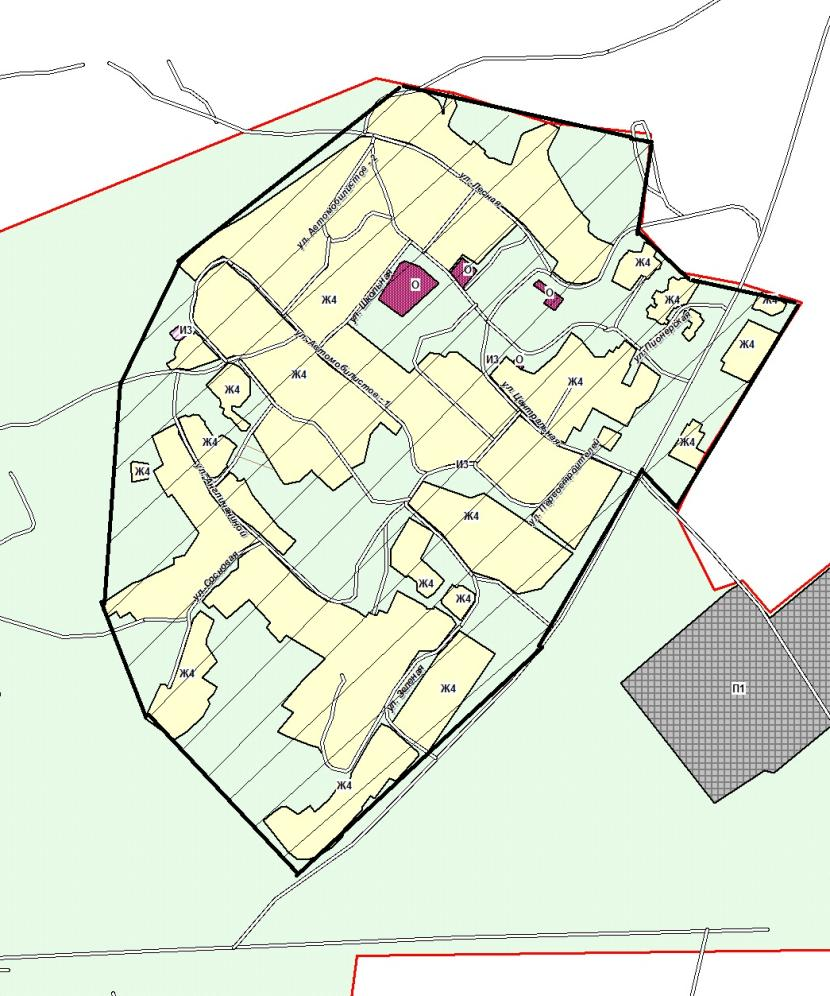 ул. Лесная
ул. Автомобилистов - 2
Ж4
О
О
О
Ж4
Ж4
Ж4
Ж4
ул. Школьная
ул. Пионерская
ИЗ
ул. Автомобилистов - 1
Ж4
ИЗ
О
Ж4
Ж4
ул. Центральная
Ж4
Ж4
Ж4
ИЗ
ул. Первостроителей
Ж4
ул. Сосновая
Ж4
Ж4
Ж4
ул. Зеленая
Ж4
П1
Ж4